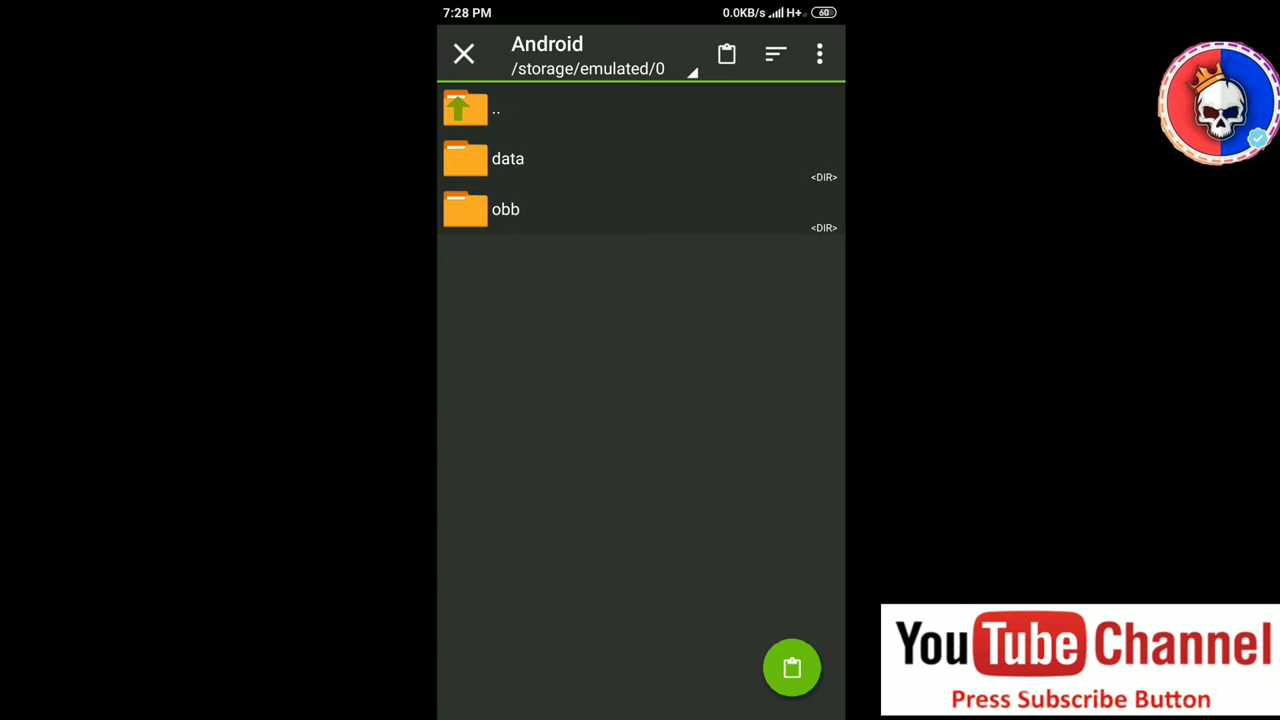 7:28 PM
0.0KB/s H+ 60
Android
/storage/emulated/0
..
data
<DIR>
obb
<DIR>
YouTube Channel
Press Subscribe Button